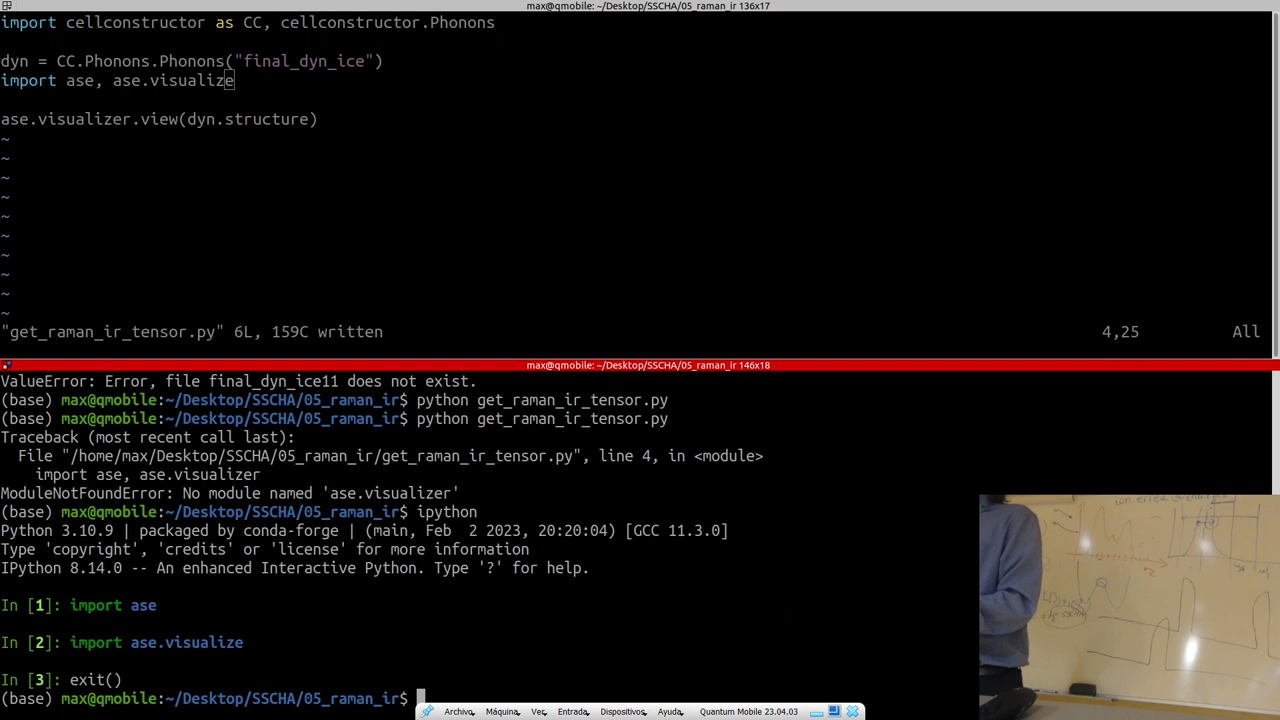 max@qmobile: ~/Desktop/SSCHA/05_raman_ir 136x17
import cellconstructor as CC, cellconstructor.Phonons
dyn = CC.Phonons.Phonons("final_dyn_ice")
import ase, ase.visualize
ase.visualizer.view(dyn.structure)
~
~
~
~
~
~
~
~
~
~
"get_raman_ir_tensor.py" 6L, 159C written 4,25 All
max@qmobile: ~/Desktop/SSCHA/05_raman_ir 146x18
ValueError: Error, file final_dyn_ice11 does not exist.
(base) max@qmobile:~/Desktop/SSCHA/05_raman_ir$ python get_raman_ir_tensor.py
(base) max@qmobile:~/Desktop/SSCHA/05_raman_ir$ python get_raman_ir_tensor.py
Traceback (most recent call last):
File "/home/max/Desktop/SSCHA/05_raman_ir/get_raman_ir_tensor.py", line 4, in <module>
import ase, ase.visualizer
ModuleNotFoundError: No module named 'ase.visualizer'
(base) max@qmobile:~/Desktop/SSCHA/05_raman_ir$ ipython
Python 3.10.9 | packaged by conda-forge | (main, Feb 2 2023, 20:20:04) [GCC 11.3.0]
Type 'copyright', 'credits' or 'license' for more information
IPython 8.14.0 -- An enhanced Interactive Python. Type '?' for help.
In [1]: import ase
In [2]: import ase.visualize
In [3]: exit()
(base) max@qmobile:~/Desktop/SSCHA/05_raman_ir$
Archivo Máquina Ver Entrada Dispositivos Ayuda Quantum Mobile 23.04.03